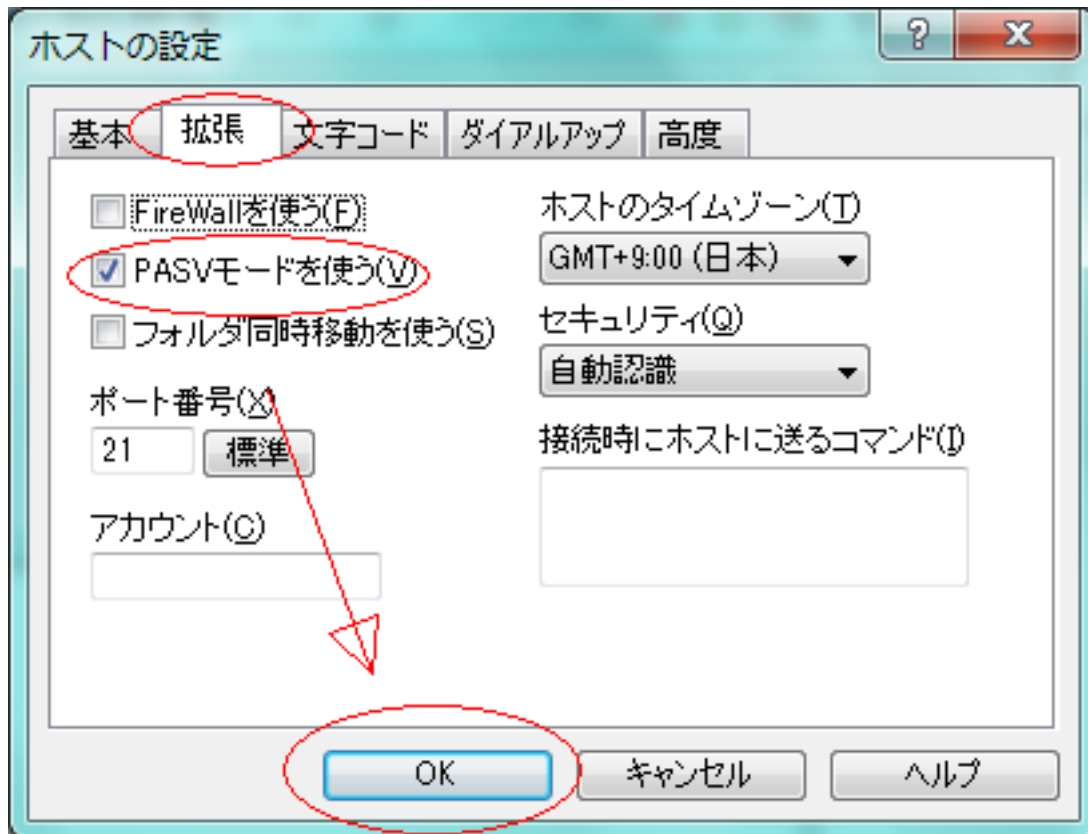 ホストの設定
基本 拡張 文字コード ダイアルアップ 高度
FireWallを使う(F)
PASVモードを使う(V)
フォルダ同時移動を使う(S)
ポート番号(X)
21 標準
アカウント(C)
ホストのタイムゾーン(T)
GMT+9:00 (日本)
セキュリティ(Q)
自動認識
接続時にホストに送るコマンド(I)
OK キャンセル ヘルプ